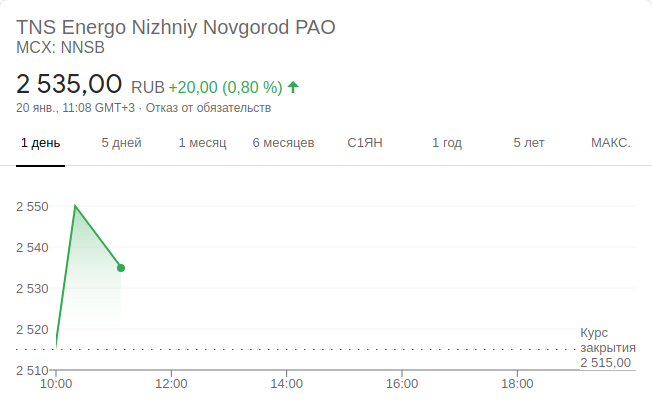 TNS Energo Nizhniy Novgorod PAO
MCX: NNSB
2 535,00 RUB +20,00 (0,80 %)
20 янв., 11:08 GMT+3 · Отказ от обязательств
1 день 5 дней 1 месяц 6 месяцев С1ЯН 1 год 5 лет МАКС.
2 550
2 540
2 530
2 520
2 510
Курс
закрытия
2 515,00
10:00 12:00 14:00 16:00 18:00